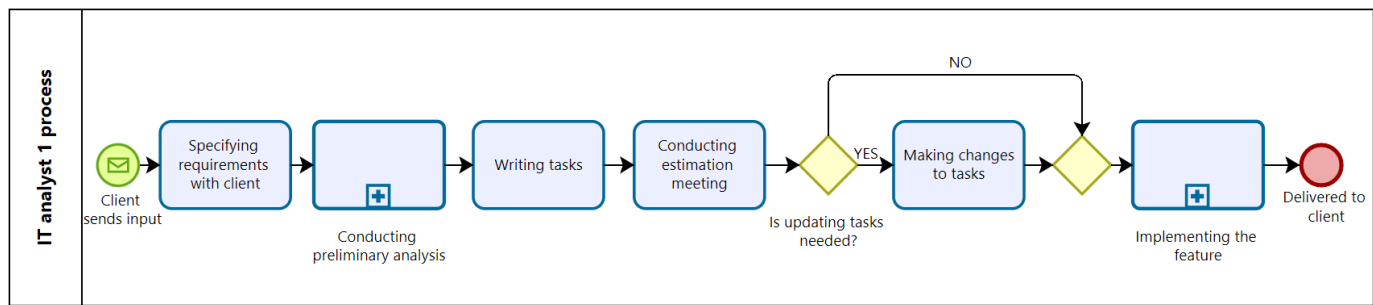 IT analyst 1 process
Client
sends input
Specifying
requirements
with client
Conducting
preliminary analysis
Writing tasks
Conducting
estimation
meeting
Is updating tasks
needed?
NO
YES
Making changes
to tasks
Implementing the
feature
Delivered to
client